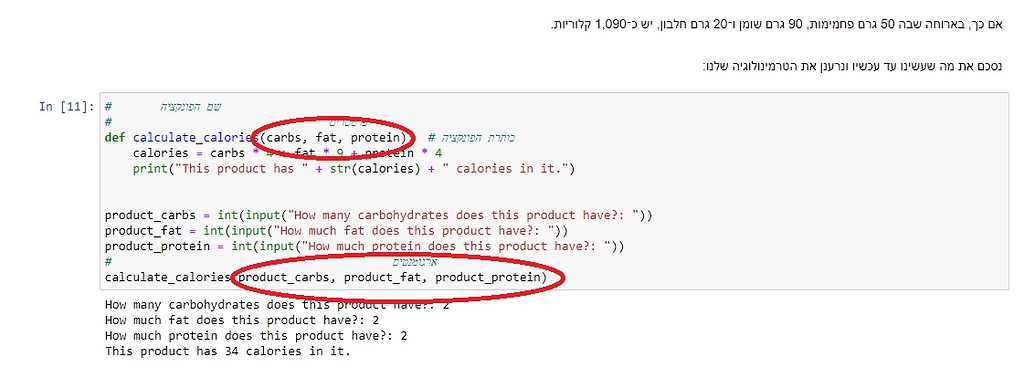 אם כך, בארוחה שבה 50 גרם פחמימות, 90 גרם שומן ו־20 גרם חלבון, יש כ־1,090 קלוריות.
נסכם את מה שעשינו עד עכשיו ונרענן את הטרמינולוגיה שלנו:
In [11]: # שם הפונקציה
#
def calculate_calories(carbs, fat, protein) # כותרת הפונקציה
calories = carbs * 4 + fat * 9 + protein * 4
print("This product has " + str(calories) + " calories in it.")
product_carbs = int(input("How many carbohydrates does this product have?: "))
product_fat = int(input("How much fat does this product have?: "))
product_protein = int(input("How much protein does this product have?: "))
# ארגומנטים
calculate_calories(product_carbs, product_fat, product_protein)
How many carbohydrates does this product have?: 2
How much fat does this product have?: 2
How much protein does this product have?: 2
This product has 34 calories in it.